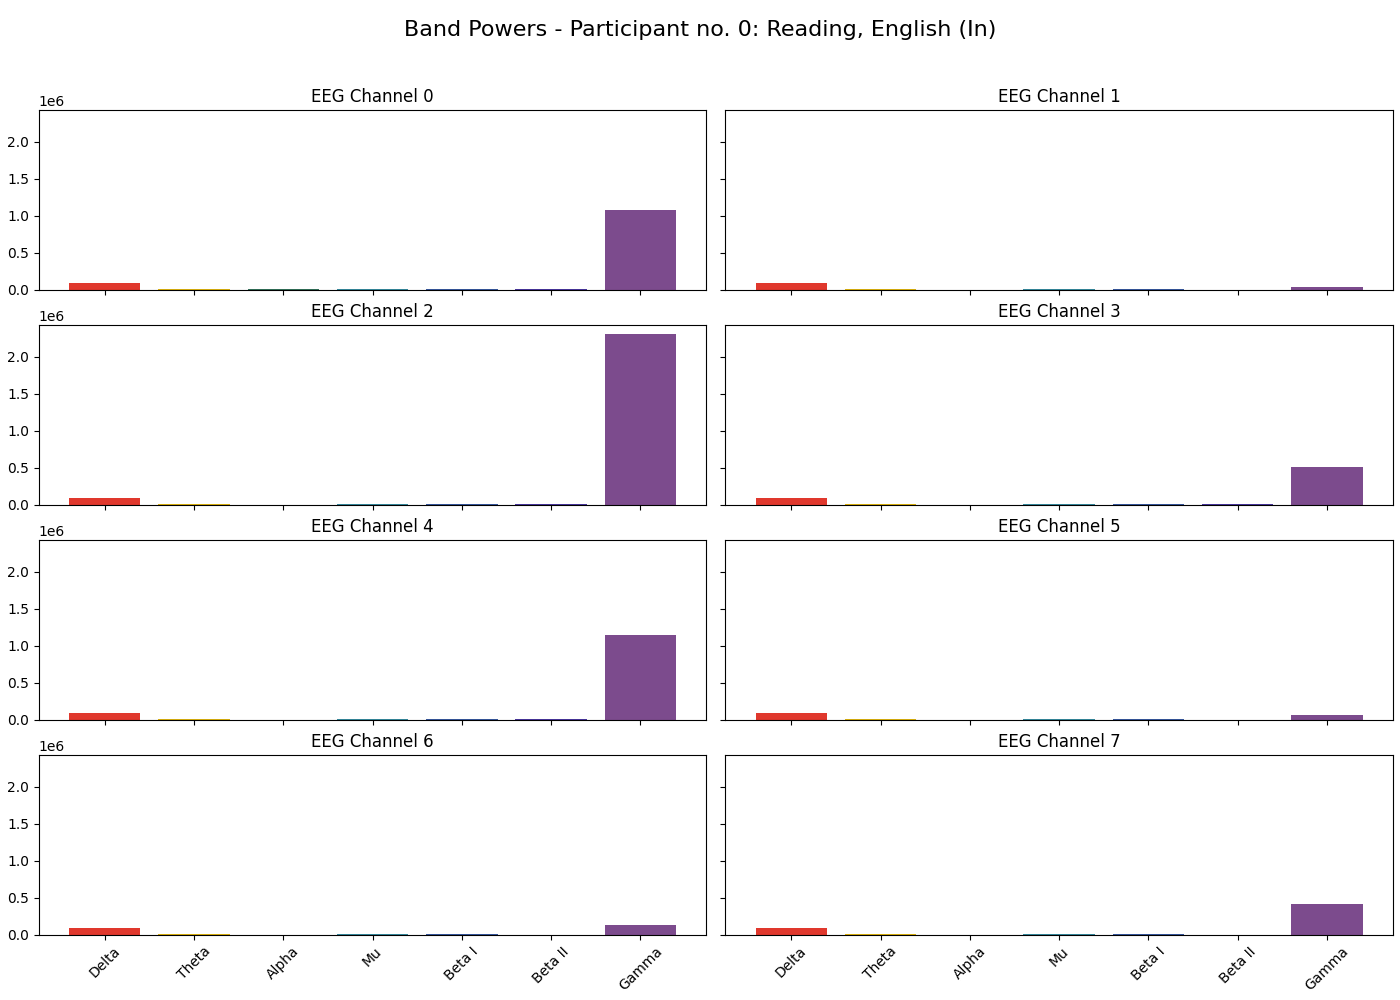 Band Powers - Participant no. 0: Reading, English (In)
EEG Channel 0
EEG Channel 1
1e6
2.0
1.5
1.0
0.5
0.0
EEG Channel 2
EEG Channel 3
1e6
2.0
1.5
1.0
0.5
0.0
EEG Channel 4
EEG Channel 5
1e6
2.0
1.5
1.0
0.5
0.0
EEG Channel 6
EEG Channel 7
1e6
2.0
1.5
1.0
0.5
0.0
Delta Theta Alpha Mu Beta I Beta II Gamma
Delta Theta Alpha Mu Beta I Beta II Gamma